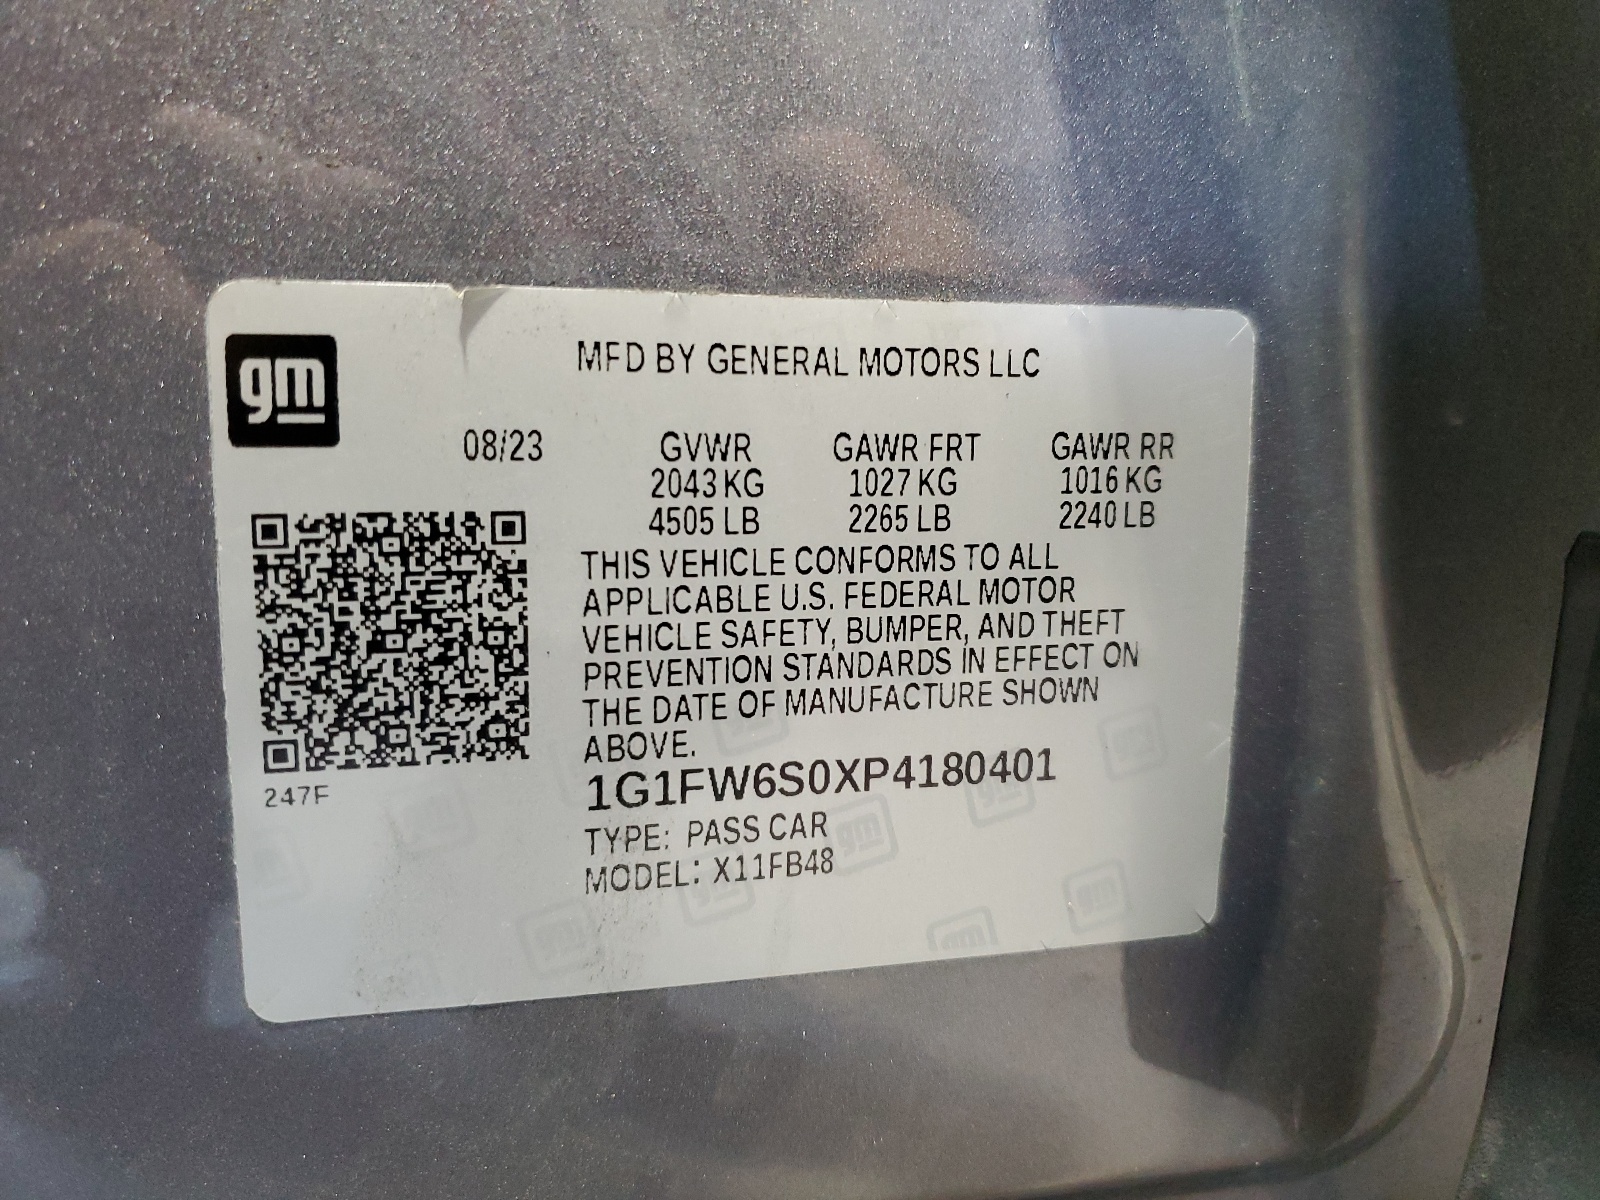 gm
MFD BY GENERAL MOTORS LLC
08/23 GVWR GAWR FRT GAWR RR
2043 KG 1027 KG 1016 KG
4505 LB 2265 LB 2240 LB
THIS VEHICLE CONFORMS TO ALL
APPLICABLE U.S. FEDERAL MOTOR
VEHICLE SAFETY, BUMPER, AND THEFT
PREVENTION STANDARDS IN EFFECT ON
THE DATE OF MANUFACTURE SHOWN
ABOVE.
247F
1G1FW6S0XP4180401
TYPE: PASS CAR
MODEL: X11FB48